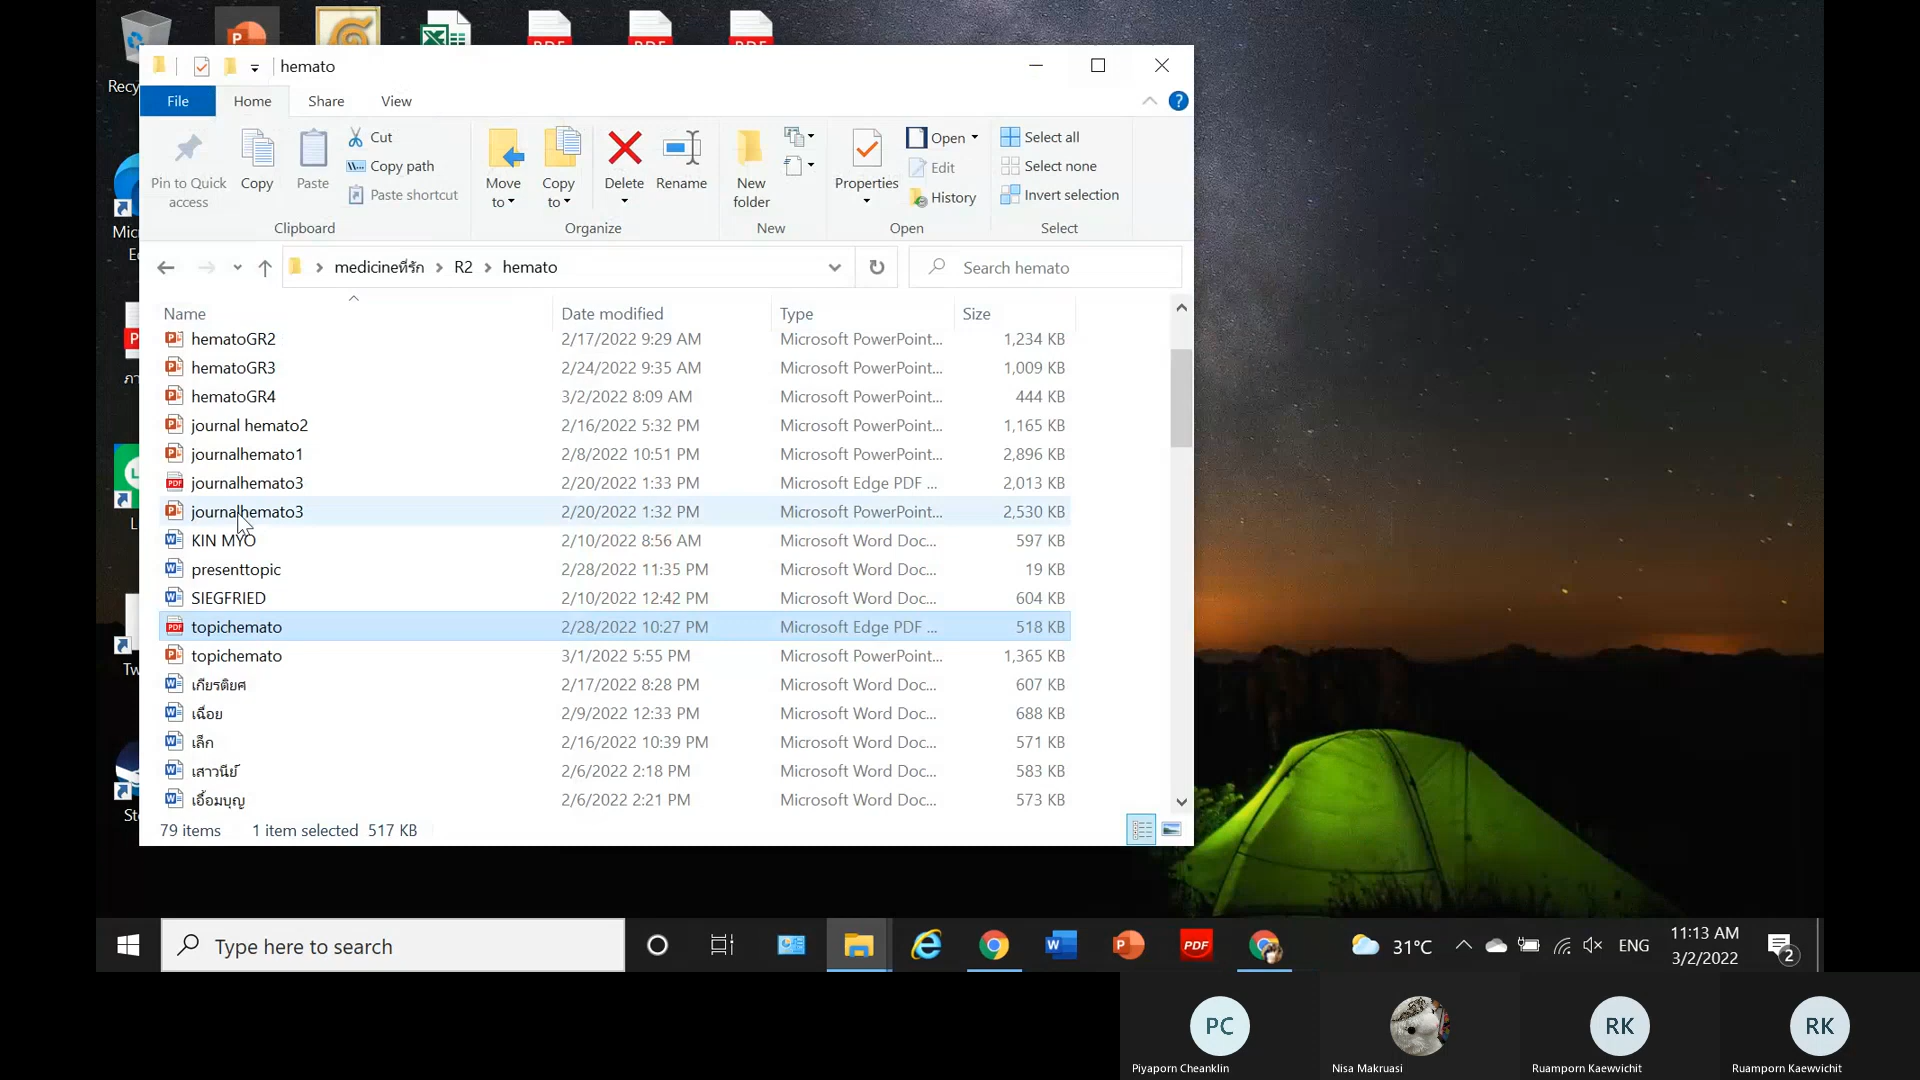 Recy
hemato
File
Home
Share
View
Pin to Quick access
Copy
Paste
Cut
Copy path
Paste shortcut
Clipboard
Move to
Copy to
Delete
Rename
Organize
New folder
New
Properties
Open
Edit
History
Open
Select all
Select none
Invert selection
Select
medicineที่รัก > R2 > hemato
Search hemato
Name Date modified Type Size
hematoGR2 2/17/2022 9:29 AM Microsoft PowerPoint... 1,234 KB
hematoGR3 2/24/2022 9:35 AM Microsoft PowerPoint... 1,009 KB
hematoGR4 3/2/2022 8:09 AM Microsoft PowerPoint... 444 KB
journal hemato2 2/16/2022 5:32 PM Microsoft PowerPoint... 1,165 KB
journalhemato1 2/8/2022 10:51 PM Microsoft PowerPoint... 2,896 KB
journalhemato3 2/20/2022 1:33 PM Microsoft Edge PDF ... 2,013 KB
journalhemato3 2/20/2022 1:32 PM Microsoft PowerPoint... 2,530 KB
KIN MYO 2/10/2022 8:56 AM Microsoft Word Doc... 597 KB
presenttopic 2/28/2022 11:35 PM Microsoft Word Doc... 19 KB
SIEGFRIED 2/10/2022 12:42 PM Microsoft Word Doc... 604 KB
topichemato 2/28/2022 10:27 PM Microsoft Edge PDF ... 518 KB
topichemato 3/1/2022 5:55 PM Microsoft PowerPoint... 1,365 KB
เกียรติยศ 2/17/2022 8:28 PM Microsoft Word Doc... 607 KB
เฉื่อย 2/9/2022 12:33 PM Microsoft Word Doc... 688 KB
เล็ก 2/16/2022 10:39 PM Microsoft Word Doc... 571 KB
เสาวนีย์ 2/6/2022 2:18 PM Microsoft Word Doc... 583 KB
เอื้อมบุญ 2/6/2022 2:21 PM Microsoft Word Doc... 573 KB
79 items 1 item selected 517 KB
Mic
E
ภา
L
Tw
St
Type here to search
PDF
31°C
ENG
11:13 AM
3/2/2022
2
PC
RK
RK
Piyaporn Cheanklin
Nisa Makruasi
Ruamporn Kaewvichit
Ruamporn Kaewvichit